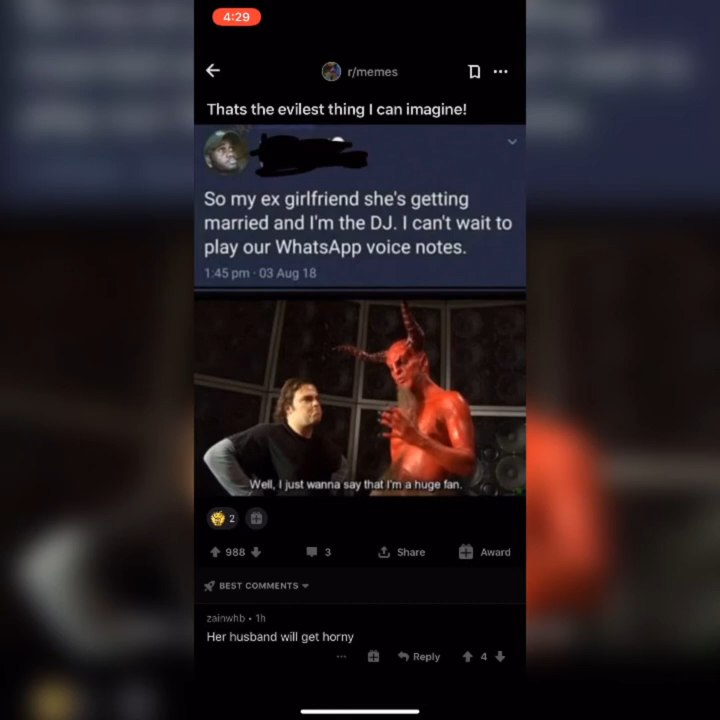 4:29
r/memes
Thats the evilest thing I can imagine!
So my ex girlfriend she's getting
married and I'm the DJ. I can't wait to
play our WhatsApp voice notes.
1:45 pm · 03 Aug 18
Well, I just wanna say that I'm a huge fan.
2
988
3
Share
Award
BEST COMMENTS
zainwhb • 1h
Her husband will get horny
Reply
4